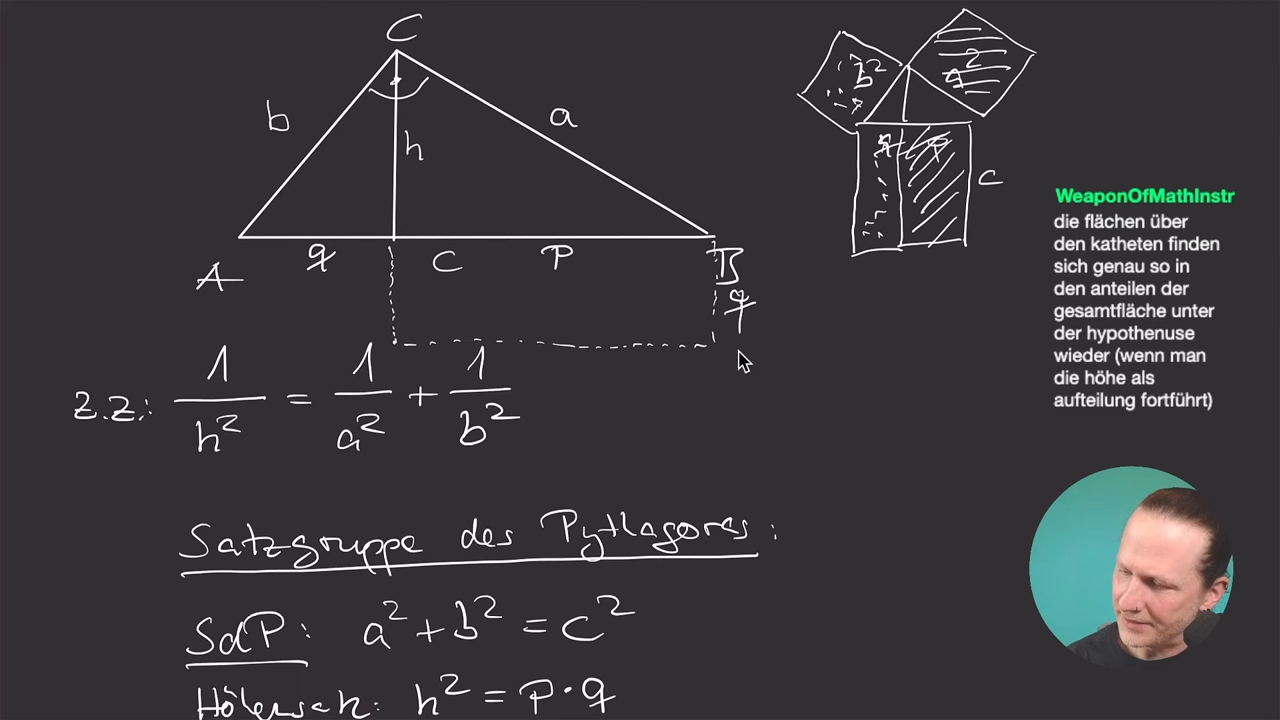 C
b
a
h
A
q
c
p
B
q
b²
a²
q
p
c
WeaponOfMathInstr
die flächen über
den katheten finden
sich genau so in
den anteilen der
gesamtfläche unter
der hypothenuse
wieder (wenn man
die höhe als
aufteilung fortführt)
z.z.: 1/h² = 1/a² + 1/b²
Satzgruppe des Pythagoras:
SdP: a² + b² = c²
Höhensatz: h² = p · q